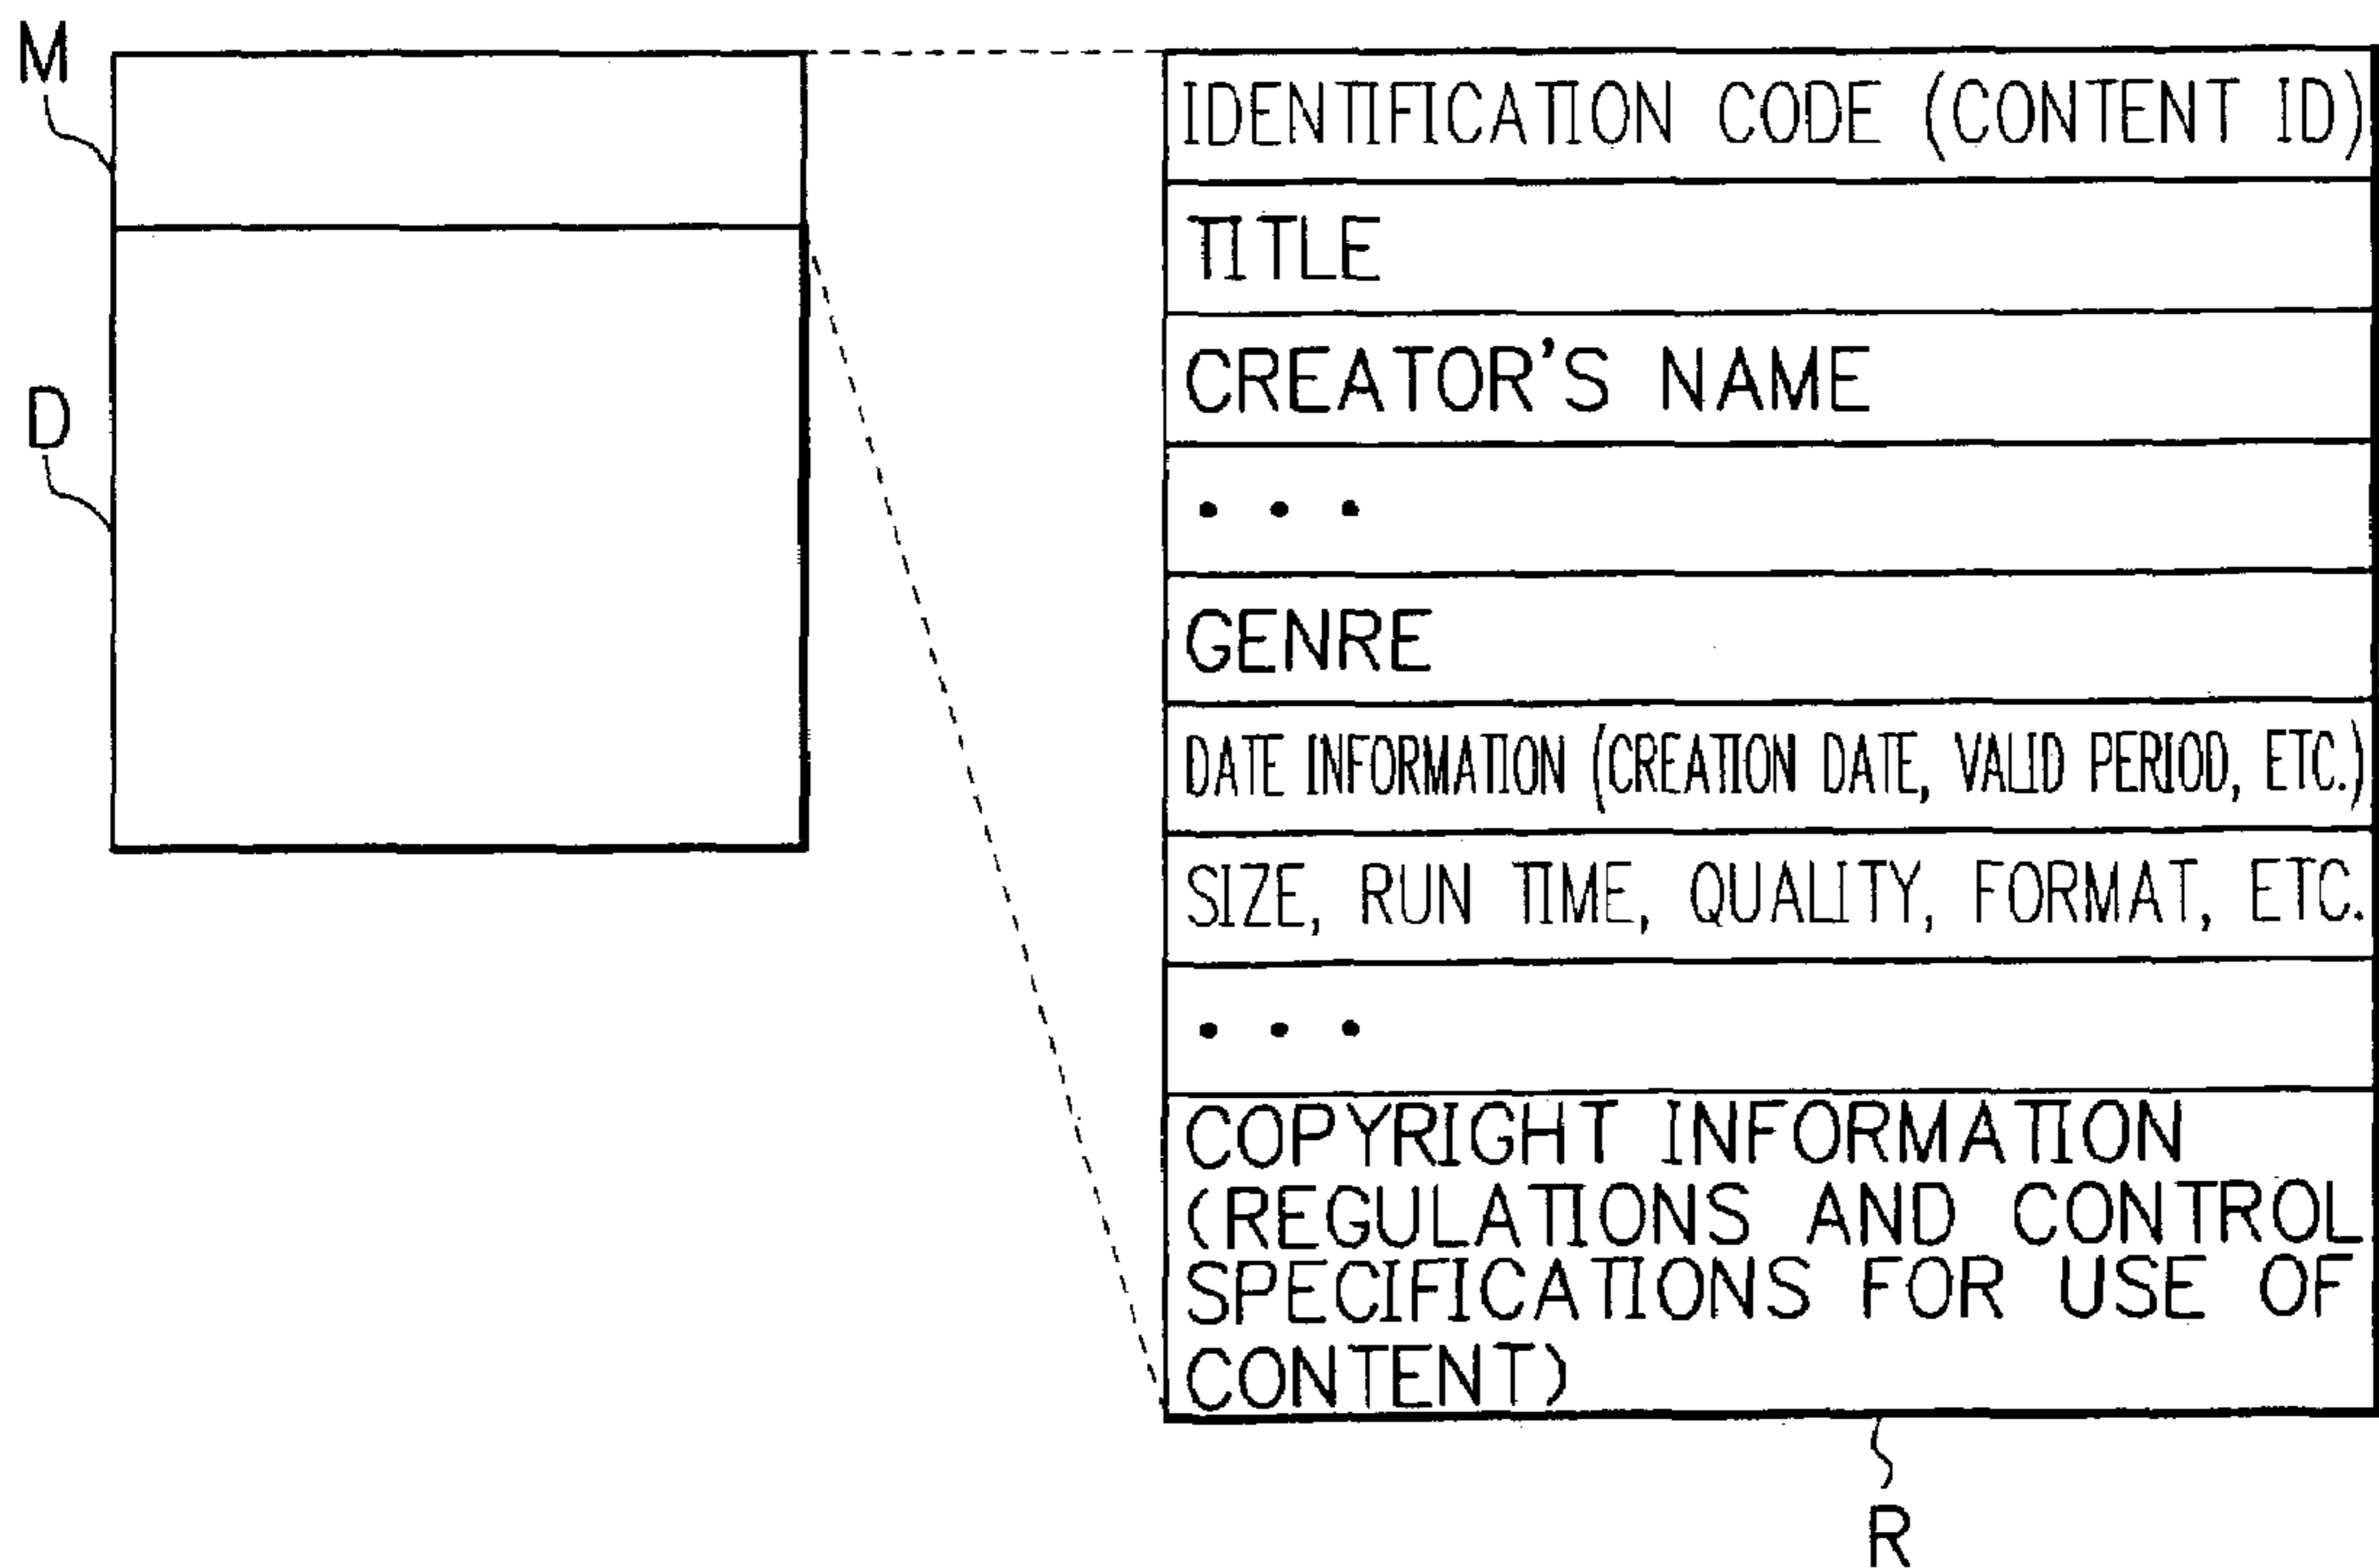 M
D
IDENTIFICATION CODE (CONTENT ID)
TITLE
CREATOR'S NAME
• • •
GENRE
DATE INFORMATION (CREATION DATE, VALID PERIOD, ETC.)
SIZE, RUN TIME, QUALITY, FORMAT, ETC.
• • •
COPYRIGHT INFORMATION
(REGULATIONS AND CONTROL
SPECIFICATIONS FOR USE OF
CONTENT)
R